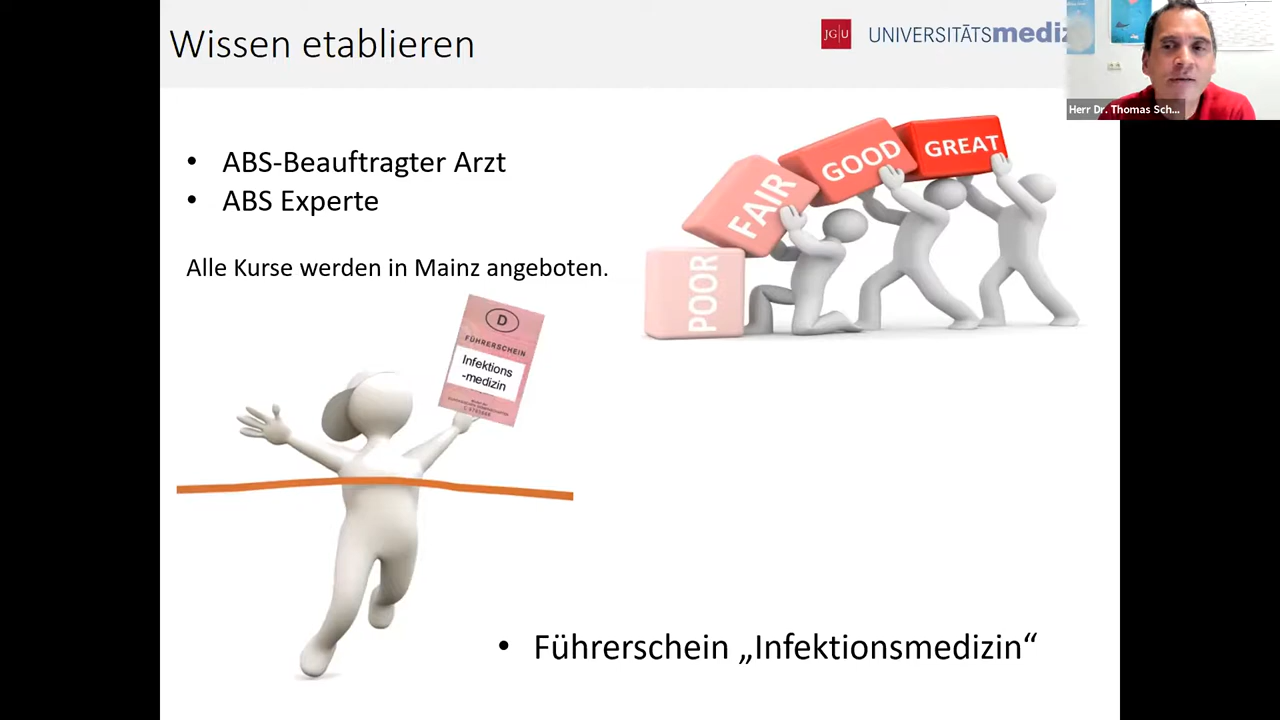 Wissen etablieren
JG|U UNIVERSITÄTSmediz
Herr Dr. Thomas Sch...
• ABS-Beauftragter Arzt
• ABS Experte
Alle Kurse werden in Mainz angeboten.
POOR
FAIR
GOOD
GREAT
D
FÜHRERSCHEIN
Infektions
-medizin
• Führerschein „Infektionsmedizin“